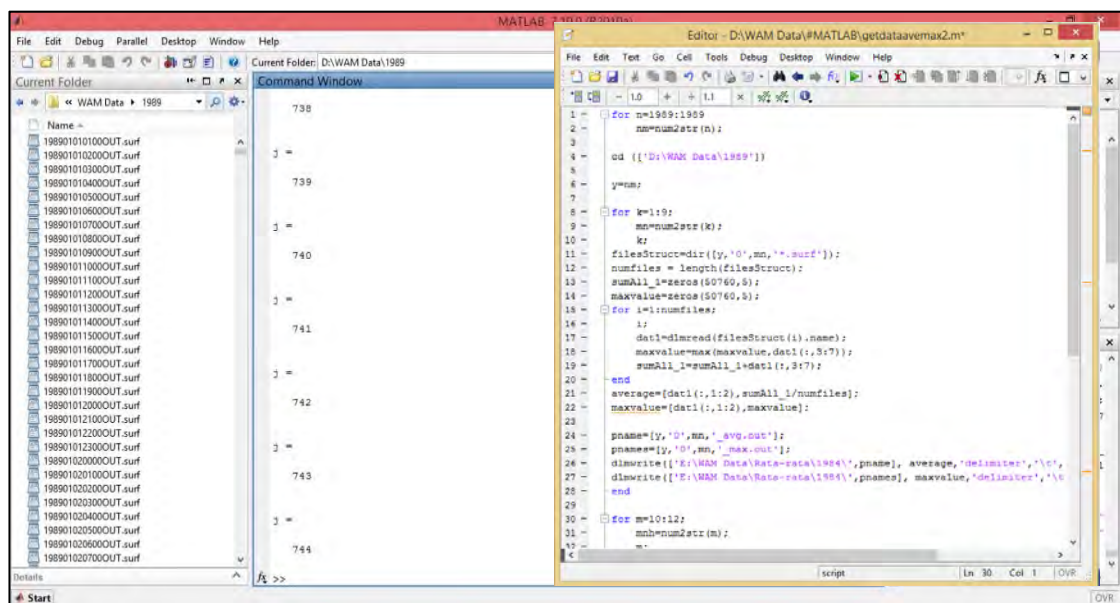 MATLAB 7.10.0 (R2010a)
File Edit Debug Parallel Desktop Window Help
Current Folder: D:\WAM Data\1989
Current Folder
« WAM Data ▸ 1989
Name
198901010100OUT.surf
198901010200OUT.surf
198901010300OUT.surf
198901010400OUT.surf
198901010500OUT.surf
198901010600OUT.surf
198901010700OUT.surf
198901010800OUT.surf
198901010900OUT.surf
198901011000OUT.surf
198901011100OUT.surf
198901011200OUT.surf
198901011300OUT.surf
198901011400OUT.surf
198901011500OUT.surf
198901011600OUT.surf
198901011700OUT.surf
198901011800OUT.surf
198901011900OUT.surf
198901012000OUT.surf
198901012100OUT.surf
198901012200OUT.surf
198901012300OUT.surf
198901020000OUT.surf
198901020100OUT.surf
198901020200OUT.surf
198901020300OUT.surf
198901020400OUT.surf
198901020500OUT.surf
198901020600OUT.surf
198901020700OUT.surf
Details
Start
Command Window
738
j =
739
j =
740
j =
741
j =
742
j =
743
j =
744
fx >>
Editor - D:\WAM Data\#MATLAB\getdataavemax2.m*
File Edit Text Go Cell Tools Debug Desktop Window Help
- 1.0 + ÷ 1.1 ×
1 - for n=1989:1989
2 - nm=num2str(n);
3
4 - cd (['D:\WAM Data\1989'])
5
6 - y=nm;
7
8 - for k=1:9;
9 - mn=num2str(k);
10 - k;
11 - filesStruct=dir([y,'0',mn,'*.surf']);
12 - numfiles = length(filesStruct);
13 - sumAll_1=zeros(50760,5);
14 - maxvalue=zeros(50760,5);
15 - for i=1:numfiles;
16 - i;
17 - dat1=dlmread(filesStruct(i).name);
18 - maxvalue=max(maxvalue,dat1(:,3:7));
19 - sumAll_1=sumAll_1+dat1(:,3:7);
20 - end
21 - average=[dat1(:,1:2),sumAll_1/numfiles];
22 - maxvalue=[dat1(:,1:2),maxvalue];
23
24 - pname=[y,'0',mn,'_avg.out'];
25 - pnames=[y,'0',mn,'_max.out'];
26 - dlmwrite(['E:\WAM Data\Rata-rata\1984\',pname], average,'delimiter','\t',
27 - dlmwrite(['E:\WAM Data\Rata-rata\1984\',pnames], maxvalue,'delimiter','\t
28 - end
29
30 - for m=10:12;
31 - mnh=num2str(m);
32 - m;
script Ln 30 Col 1 OVR
OVR